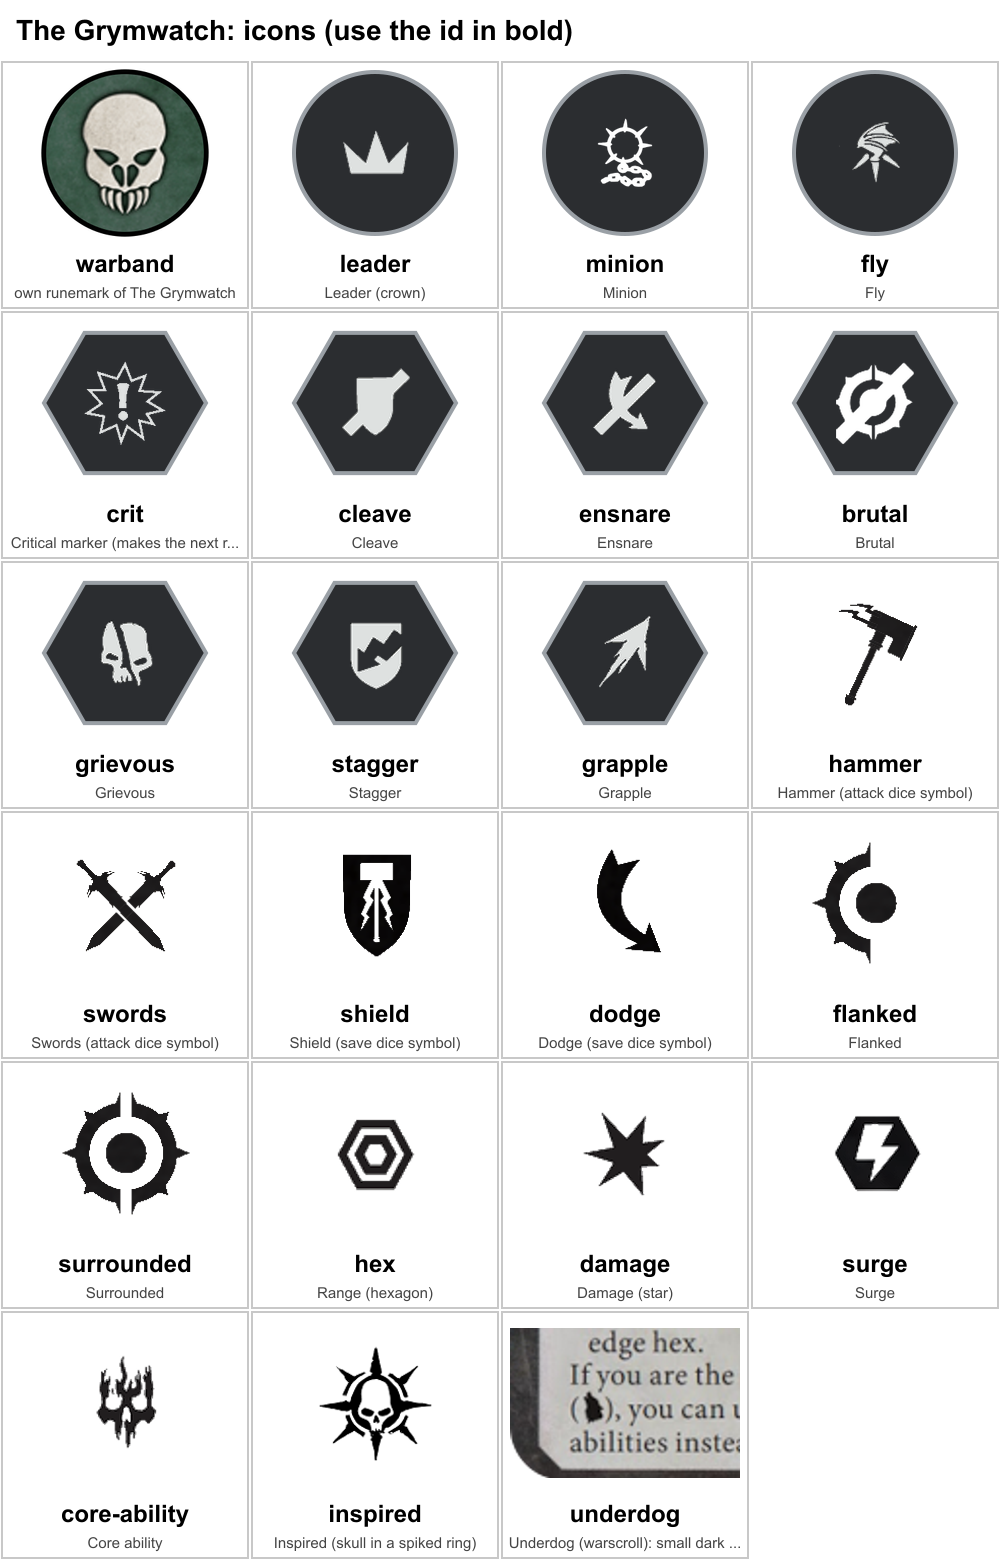 The Grymwatch: icons (use the id in bold)
warband
own runemark of The Grymwatch
leader
Leader (crown)
minion
Minion
fly
Fly
crit
Critical marker (makes the next r...
cleave
Cleave
ensnare
Ensnare
brutal
Brutal
grievous
Grievous
stagger
Stagger
grapple
Grapple
hammer
Hammer (attack dice symbol)
swords
Swords (attack dice symbol)
shield
Shield (save dice symbol)
dodge
Dodge (save dice symbol)
flanked
Flanked
surrounded
Surrounded
hex
Range (hexagon)
damage
Damage (star)
surge
Surge
core-ability
Core ability
inspired
Inspired (skull in a spiked ring)
edge hex.
If you are the
( ), you can u
abilities instea
underdog
Underdog (warscroll): small dark ...